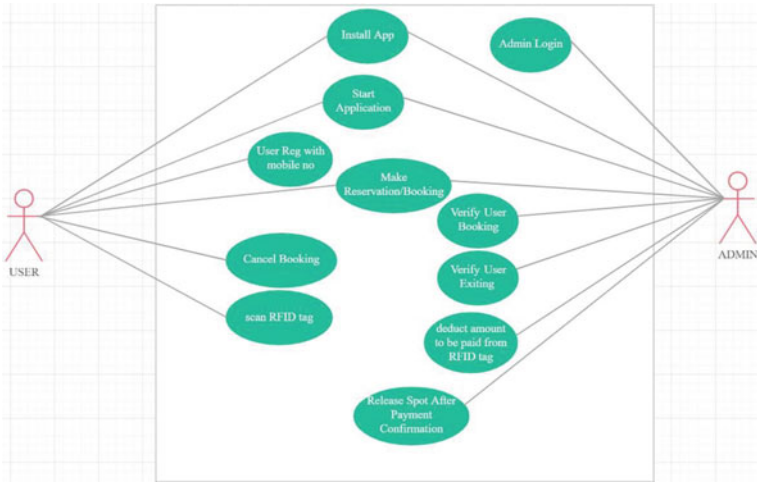 Install App
Admin Login
Start
Application
User Reg with
mobile no
Make
Reservation/Booking
Verify User
Booking
USER
ADMIN
Cancel Booking
Verify User
Exiting
scan RFID tag
deduct amount
to be paid from
RFID tag
Release Spot After
Payment
Confirmation